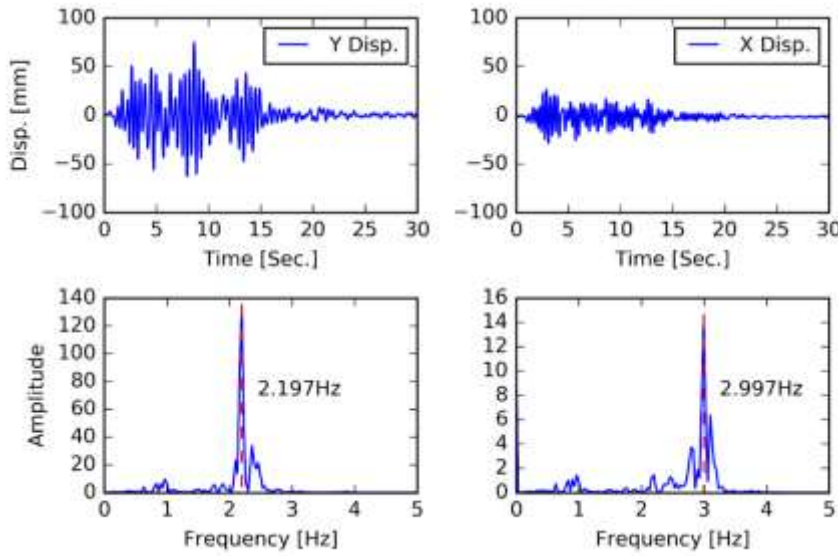 100
50
0
−50
−100
Disp. [mm]
Y Disp.
0 5 10 15 20 25 30
Time [Sec.]
100
50
0
−50
−100
X Disp.
0 5 10 15 20 25 30
Time [Sec.]
140
120
100
80
60
40
20
0
Amplitude
2.197Hz
0 1 2 3 4 5
Frequency [Hz]
16
14
12
10
8
6
4
2
0
2.997Hz
0 1 2 3 4 5
Frequency [Hz]